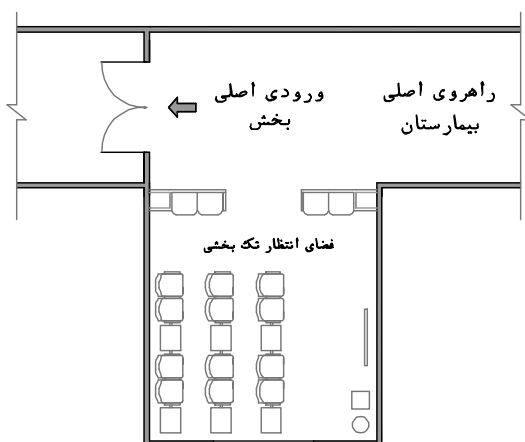 راهروی اصلی
بیمارستان
ورودی اصلی
بخش
فضای انتظار تک بخشی